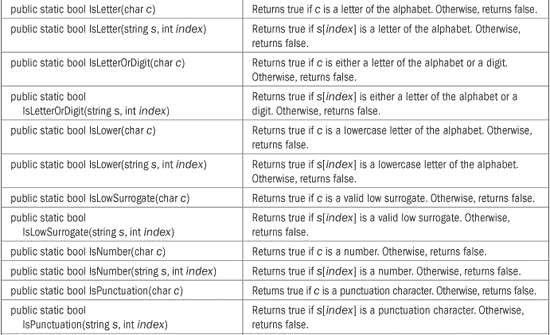 public static bool IsLetter(char c)
Returns true if c is a letter of the alphabet. Otherwise, returns false.
public static bool IsLetter(string s, int index)
Returns true if s[index] is a letter of the alphabet. Otherwise,
returns false.
public static bool IsLetterOrDigit(char c)
Returns true if c is either a letter of the alphabet or a digit.
Otherwise, returns false.
public static bool
IsLetterOrDigit(string s, int index)
Returns true if s[index] is either a letter of the alphabet or a
digit. Otherwise, returns false.
public static bool IsLower(char c)
Returns true if c is a lowercase letter of the alphabet. Otherwise,
returns false.
public static bool IsLower(string s, int index)
Returns true if s[index] is a lowercase letter of the alphabet.
Otherwise, returns false.
public static bool IsLowSurrogate(char c)
Returns true if c is a valid low surrogate. Otherwise, returns false.
public static bool
IsLowSurrogate(string s, int index)
Returns true if s[index] is a valid low surrogate. Otherwise,
returns false.
public static bool IsNumber(char c)
Returns true if c is a number. Otherwise, returns false.
public static bool IsNumber(string s, int index)
Returns true if s[index] is a number. Otherwise, returns false.
public static bool IsPunctuation(char c)
Returns true if c is a punctuation character. Otherwise, returns false.
public static bool
IsPunctuation(string s, int index)
Returns true if s[index] is a punctuation character. Otherwise,
returns false.